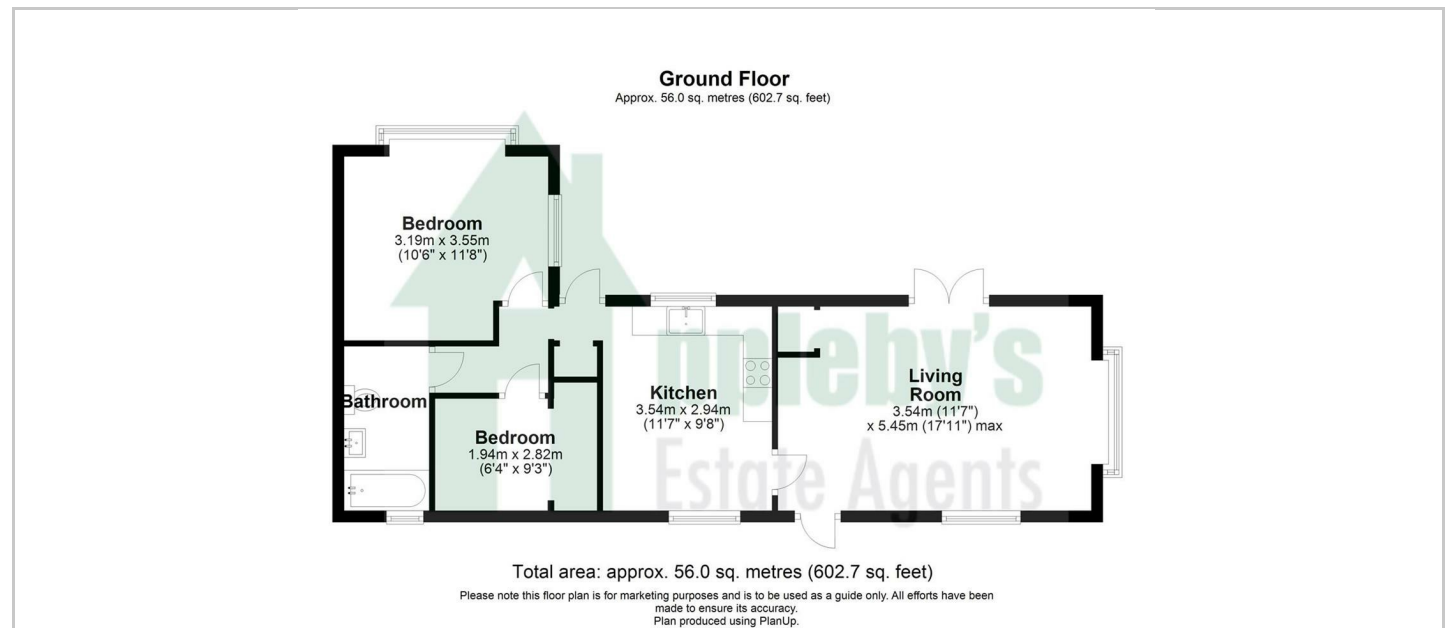 Ground Floor
Approx. 56.0 sq. metres (602.7 sq. feet)
Bedroom
3.19m x 3.55m
(10'6" x 11'8")
Bathroom
Bedroom
1.94m x 2.82m
(6'4" x 9'3")
Kitchen
3.54m x 2.94m
(11'7" x 9'8")
Living
Room
3.54m (11'7")
x 5.45m (17'11") max
ppleby's
Estate Agents
Total area: approx. 56.0 sq. metres (602.7 sq. feet)
Please note this floor plan is for marketing purposes and is to be used as a guide only. All efforts have been
made to ensure its accuracy.
Plan produced using PlanUp.